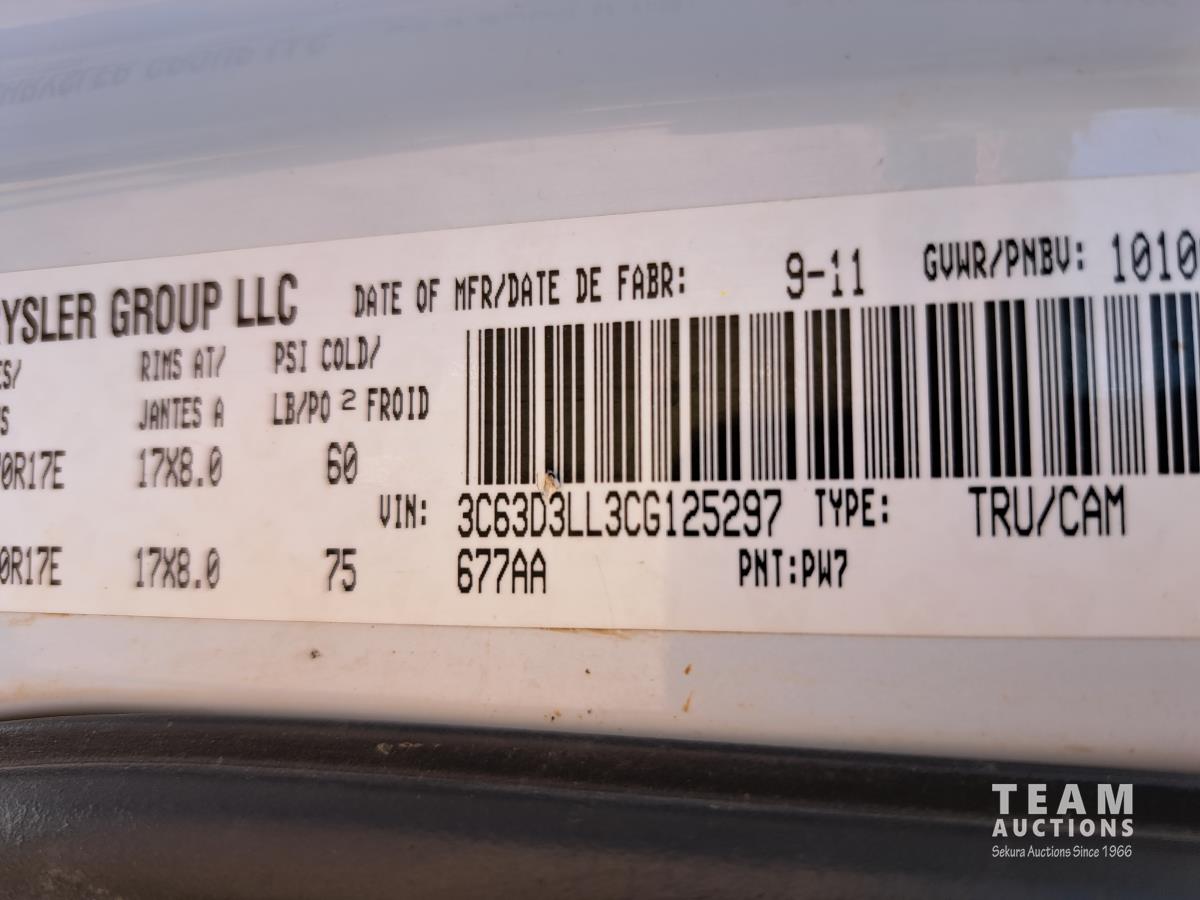 RYSLER GROUP LLC DATE OF MFR/DATE DE FABR: 9-11 GVWR/PNBV: 1010
ES/ RIMS AT/ PSI COLD/
S JANTES A LB/PO 2 FROID
0R17E 17X8.0 60
VIN: 3C63D3LL3CG125297 TYPE: TRU/CAM
0R17E 17X8.0 75 677AA PNT:PW7
TEAM
AUCTIONS
Sekura Auctions Since 1966